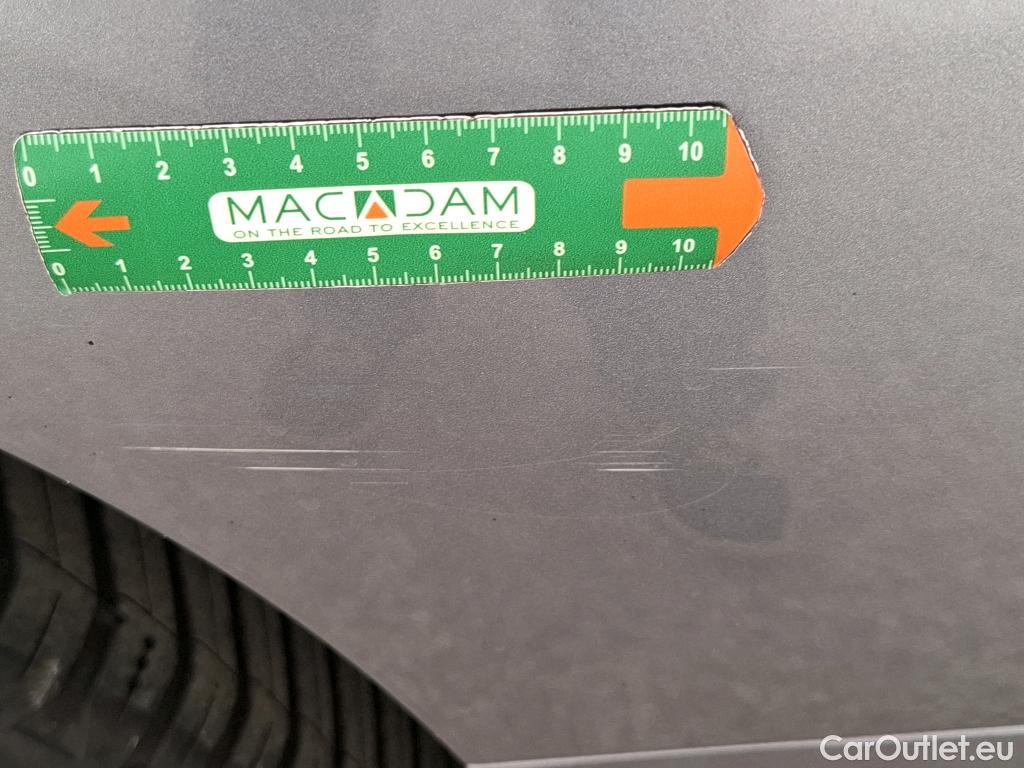 0 1 2 3 4 5 6 7 8 9 10
MACADAM
ON THE ROAD TO EXCELLENCE
0 1 2 3 4 5 6 7 8 9 10
CarOutlet.eu